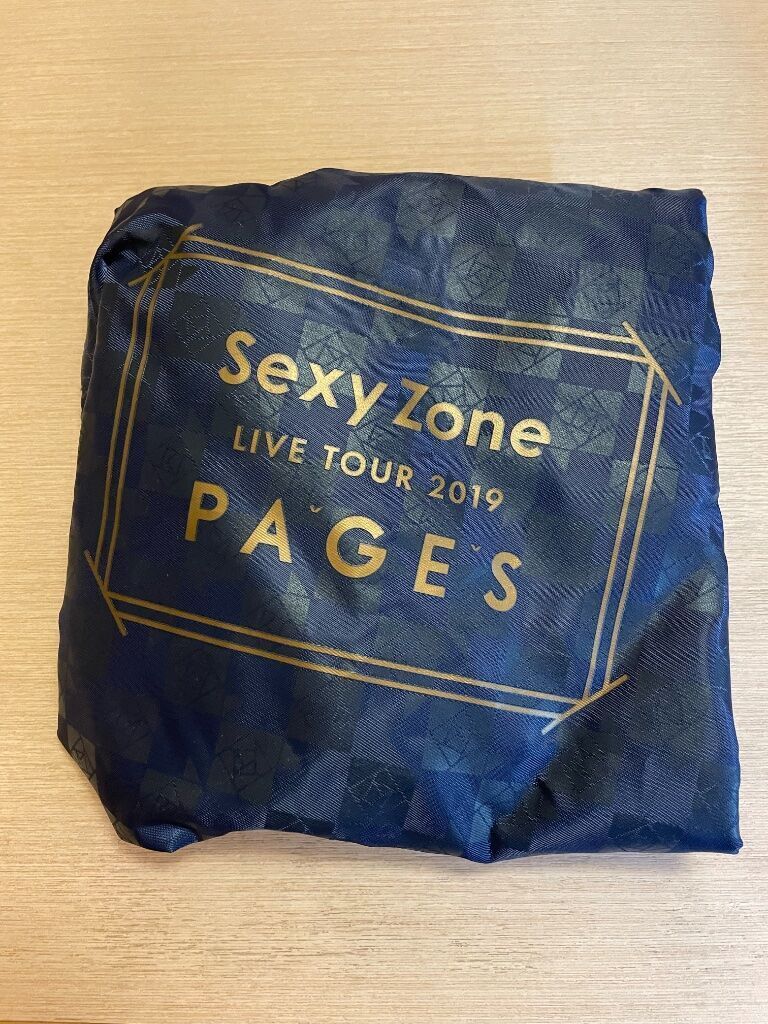 Sexy Zone
LIVE TOUR 2019
PAGES